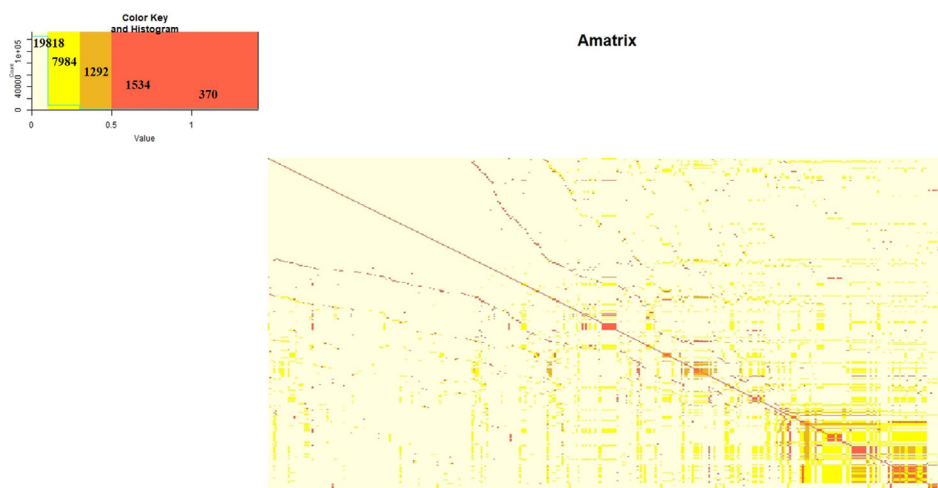 Color Key
and Histogram
Amatrix
19818
7984
1292
1534
370
Count
0
40000
1e+05
0
0.5
1
Value